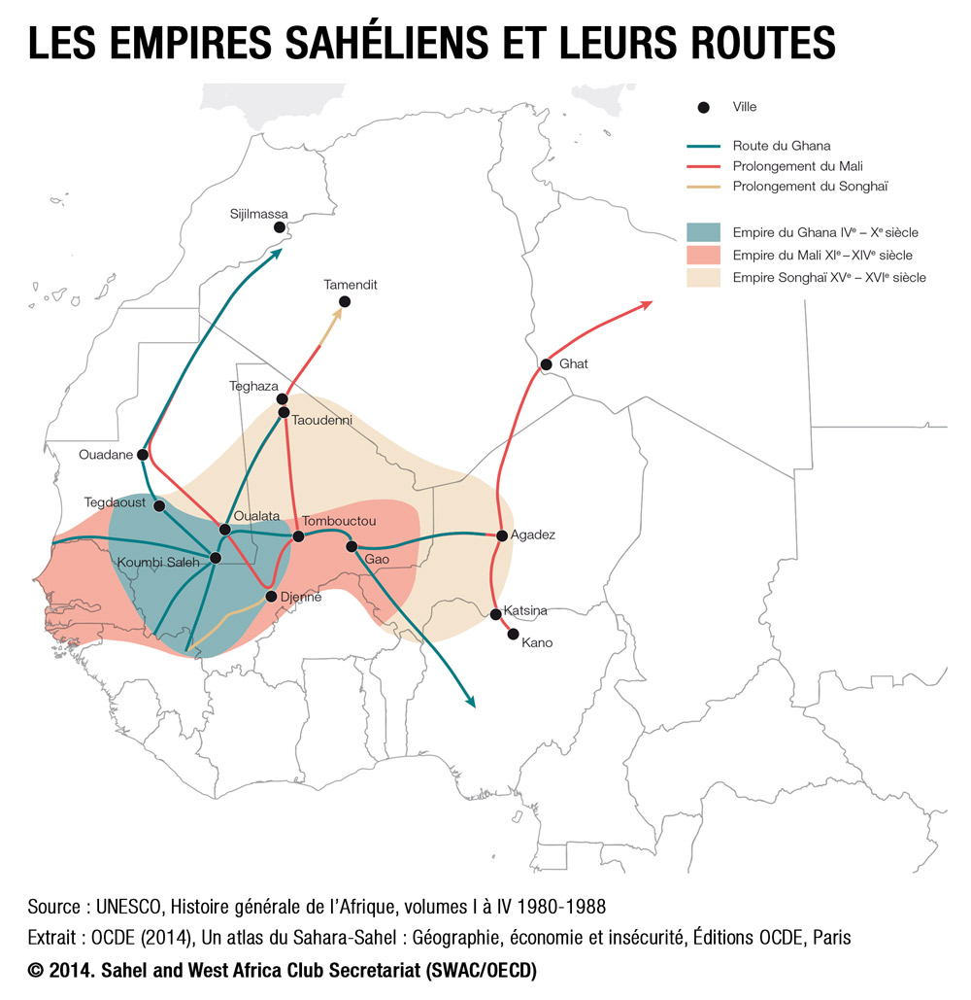 LES EMPIRES SAHÉLIENS ET LEURS ROUTES
Ville
Route du Ghana
Prolongement du Mali
Prolongement du Songhaï
Empire du Ghana IVe – Xe siècle
Empire du Mali XIe – XIVe siècle
Empire Songhaï XVe – XVIe siècle
Sijilmassa
Tamendit
Ghat
Teghaza
Taoudenni
Ouadane
Tegdaoust
Oualata
Tombouctou
Agadez
Koumbi Saleh
Gao
Djenné
Katsina
Kano
Source : UNESCO, Histoire générale de l’Afrique, volumes I à IV 1980-1988
Extrait : OCDE (2014), Un atlas du Sahara-Sahel : Géographie, économie et insécurité, Éditions OCDE, Paris
© 2014. Sahel and West Africa Club Secretariat (SWAC/OECD)